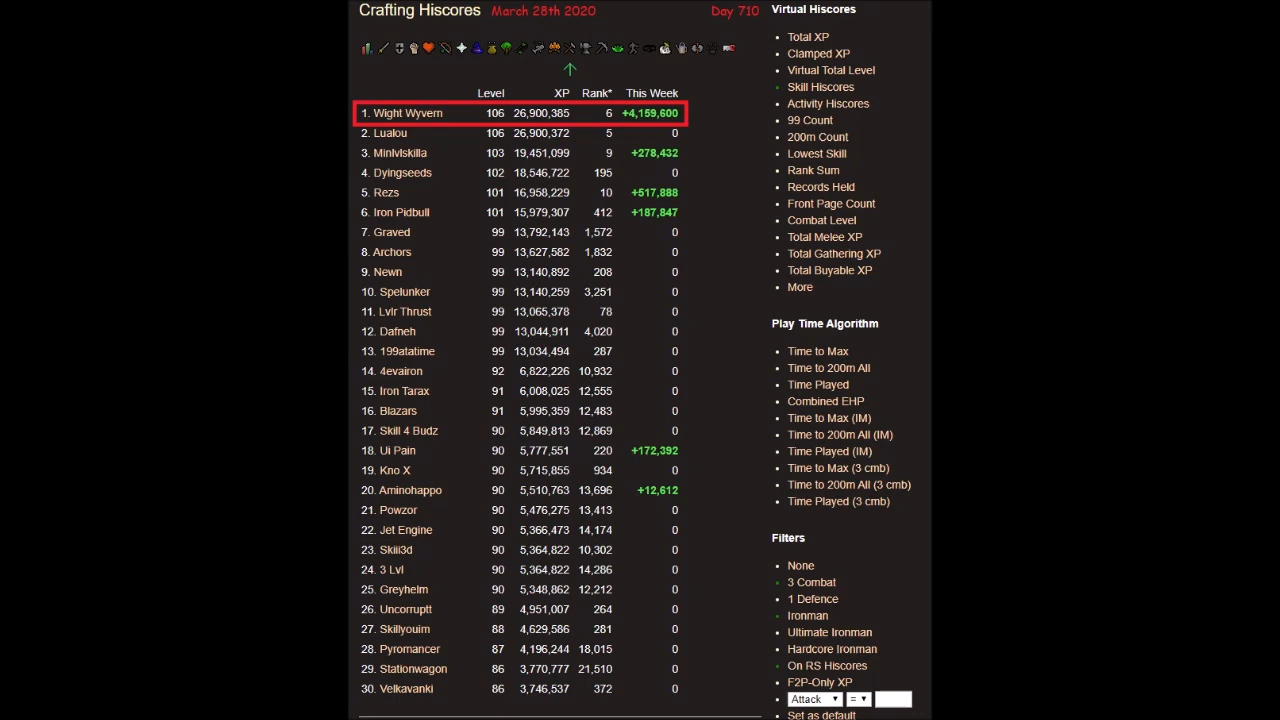 Crafting Hiscores March 28th 2020 Day 710
Level XP Rank* This Week
1. Wight Wyvern 106 26,900,385 6 +4,159,600
2. Lualou 106 26,900,372 5 0
3. Minlvlskilla 103 19,451,099 9 +278,432
4. Dyingseeds 102 18,546,722 195 0
5. Rezs 101 16,958,229 10 +517,888
6. Iron Pidbull 101 15,979,307 412 +187,847
7. Graved 99 13,792,143 1,572 0
8. Archors 99 13,627,582 1,832 0
9. Newn 99 13,140,892 208 0
10. Spelunker 99 13,140,259 3,251 0
11. Lvlr Thrust 99 13,065,378 78 0
12. Dafneh 99 13,044,911 4,020 0
13. 199atatime 99 13,034,494 287 0
14. 4evairon 92 6,822,226 10,932 0
15. Iron Tarax 91 6,008,025 12,555 0
16. Blazars 91 5,995,359 12,483 0
17. Skill 4 Budz 90 5,849,813 12,869 0
18. Ui Pain 90 5,777,551 220 +172,392
19. Kno X 90 5,715,855 934 0
20. Aminohappo 90 5,510,763 13,696 +12,612
21. Powzor 90 5,476,275 13,413 0
22. Jet Engine 90 5,366,473 14,174 0
23. Skiii3d 90 5,364,822 10,302 0
24. 3 Lvl 90 5,364,822 14,286 0
25. Greyhelm 90 5,348,862 12,212 0
26. Uncorruptt 89 4,951,007 264 0
27. Skillyouim 88 4,629,586 281 0
28. Pyromancer 87 4,196,244 18,015 0
29. Stationwagon 86 3,770,777 21,510 0
30. Velkavanki 86 3,746,537 372 0
Virtual Hiscores
Total XP
Clamped XP
Virtual Total Level
Skill Hiscores
Activity Hiscores
99 Count
200m Count
Lowest Skill
Rank Sum
Records Held
Front Page Count
Combat Level
Total Melee XP
Total Gathering XP
Total Buyable XP
More
Play Time Algorithm
Time to Max
Time to 200m All
Time Played
Combined EHP
Time to Max (IM)
Time to 200m All (IM)
Time Played (IM)
Time to Max (3 cmb)
Time to 200m All (3 cmb)
Time Played (3 cmb)
Filters
None
3 Combat
1 Defence
Ironman
Ultimate Ironman
Hardcore Ironman
On RS Hiscores
F2P-Only XP
Attack =
Set as default